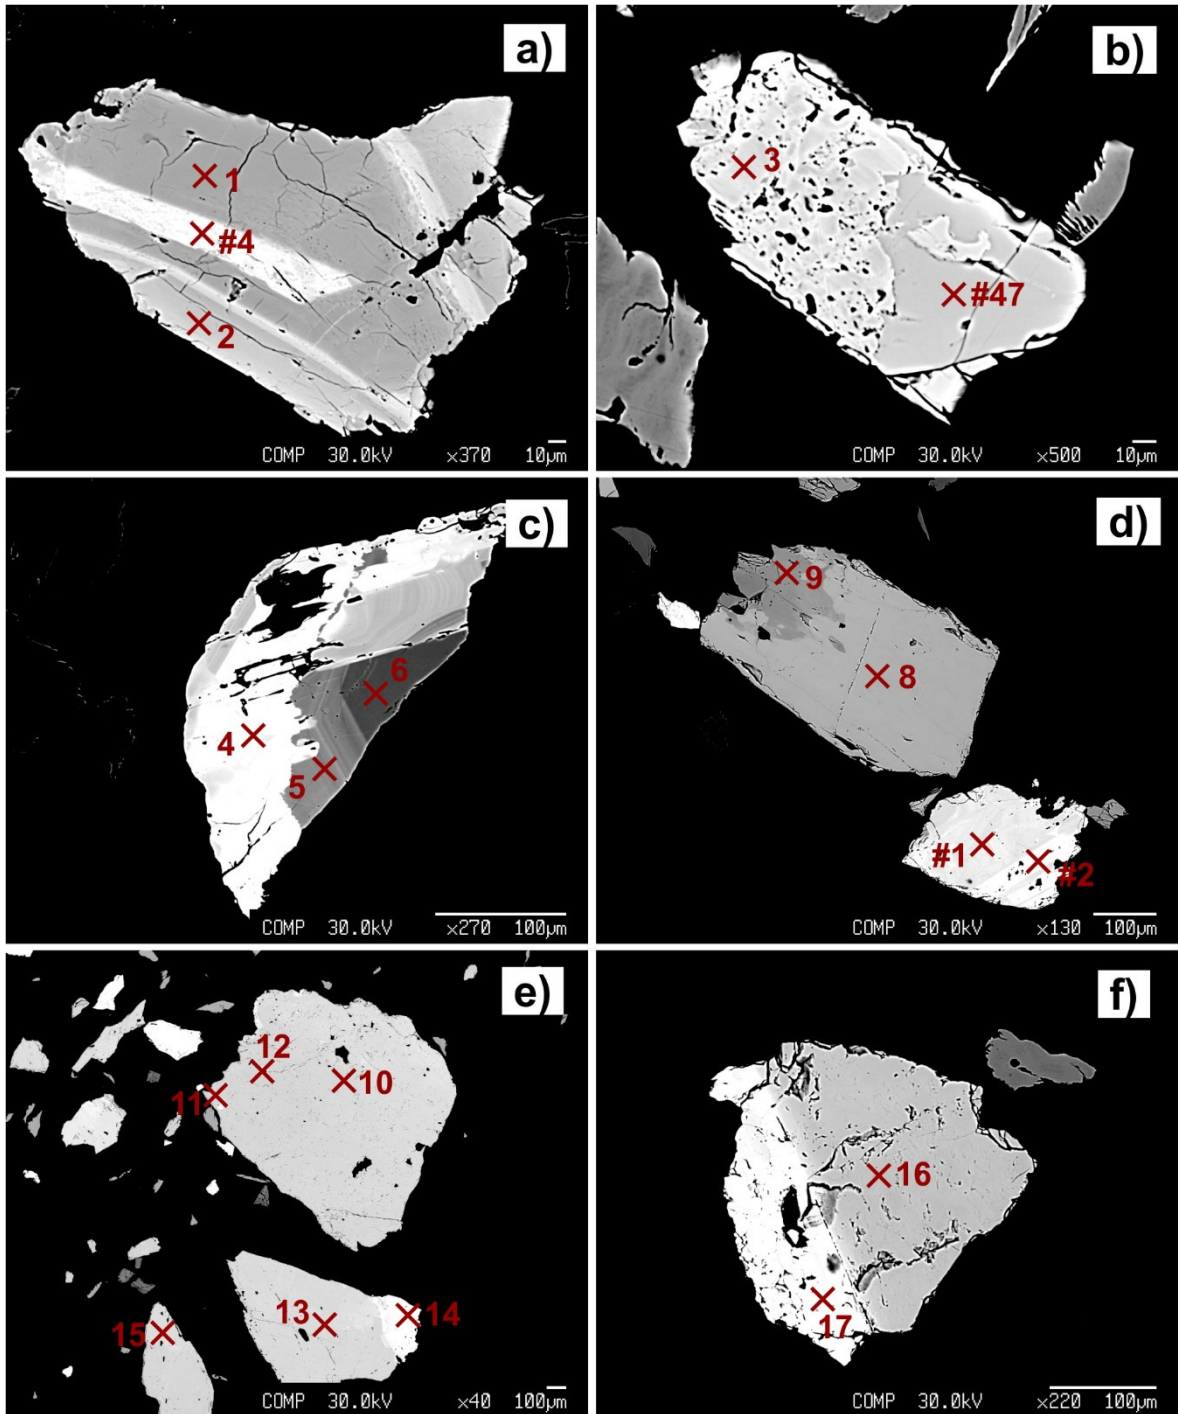 a)
1
#4
2
COMP 30.0kV ×370 10µm
b)
3
#47
COMP 30.0kV ×500 10µm
c)
6
4
5
COMP 30.0kV ×270 100µm
d)
9
8
#1
#2
COMP 30.0kV ×130 100µm
e)
12
10
11
13
14
15
COMP 30.0kV ×40 100µm
f)
16
17
COMP 30.0kV ×220 100µm